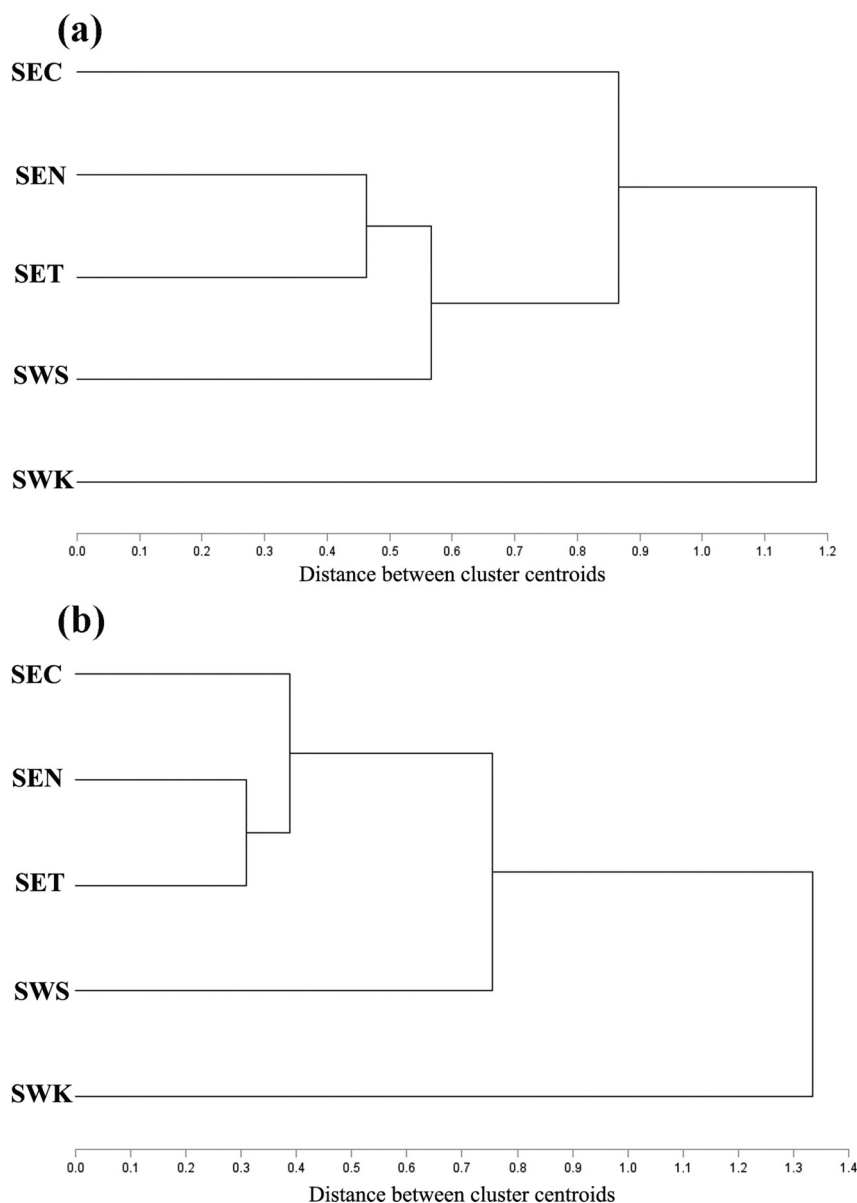 (a)
SEC
SEN
SET
SWS
SWK
0.0 0.1 0.2 0.3 0.4 0.5 0.6 0.7 0.8 0.9 1.0 1.1 1.2
Distance between cluster centroids
(b)
SEC
SEN
SET
SWS
SWK
0.0 0.1 0.2 0.3 0.4 0.5 0.6 0.7 0.8 0.9 1.0 1.1 1.2 1.3 1.4
Distance between cluster centroids